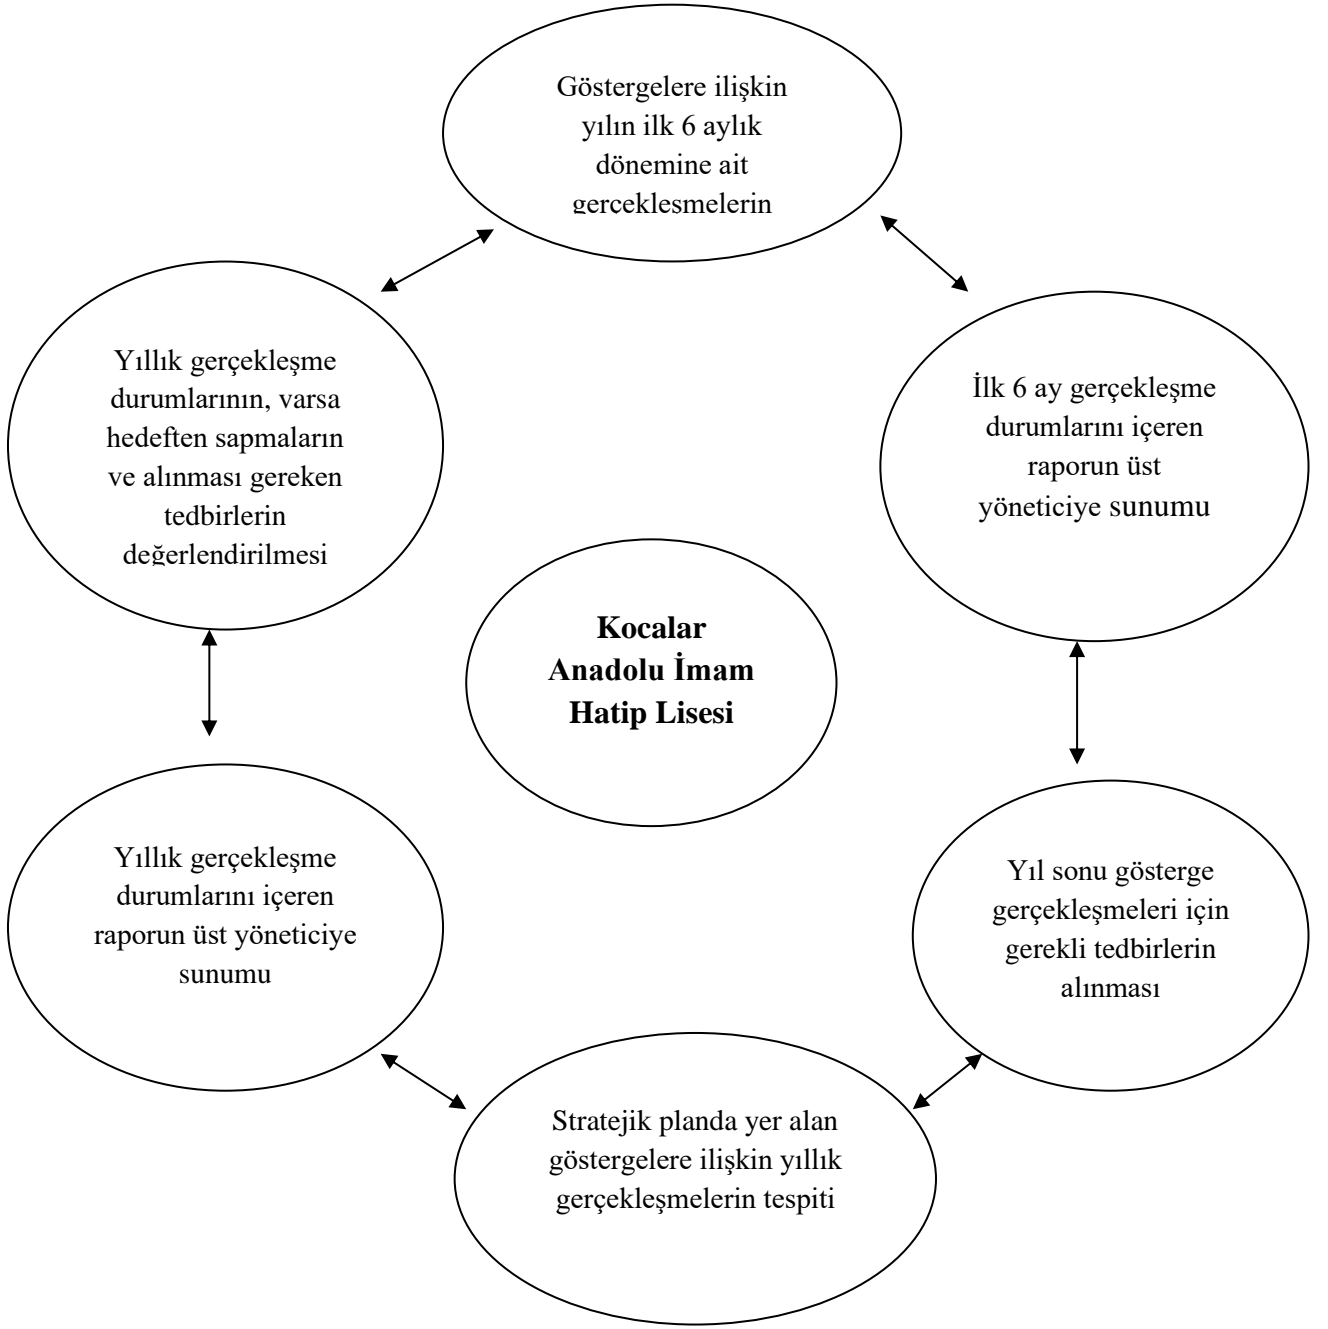 Göstergelere ilişkin
yılın ilk 6 aylık
dönemine ait
gerçekleşmelerin
İlk 6 ay gerçekleşme
durumlarını içeren
raporun üst
yöneticiye sunumu
Yıl sonu gösterge
gerçekleşmeleri için
gerekli tedbirlerin
alınması
Stratejik planda yer alan
göstergelere ilişkin yıllık
gerçekleşmelerin tespiti
Yıllık gerçekleşme
durumlarını içeren
raporun üst yöneticiye
sunumu
Yıllık gerçekleşme
durumlarının, varsa
hedeften sapmaların
ve alınması gereken
tedbirlerin
değerlendirilmesi
Kocalar
Anadolu İmam
Hatip Lisesi